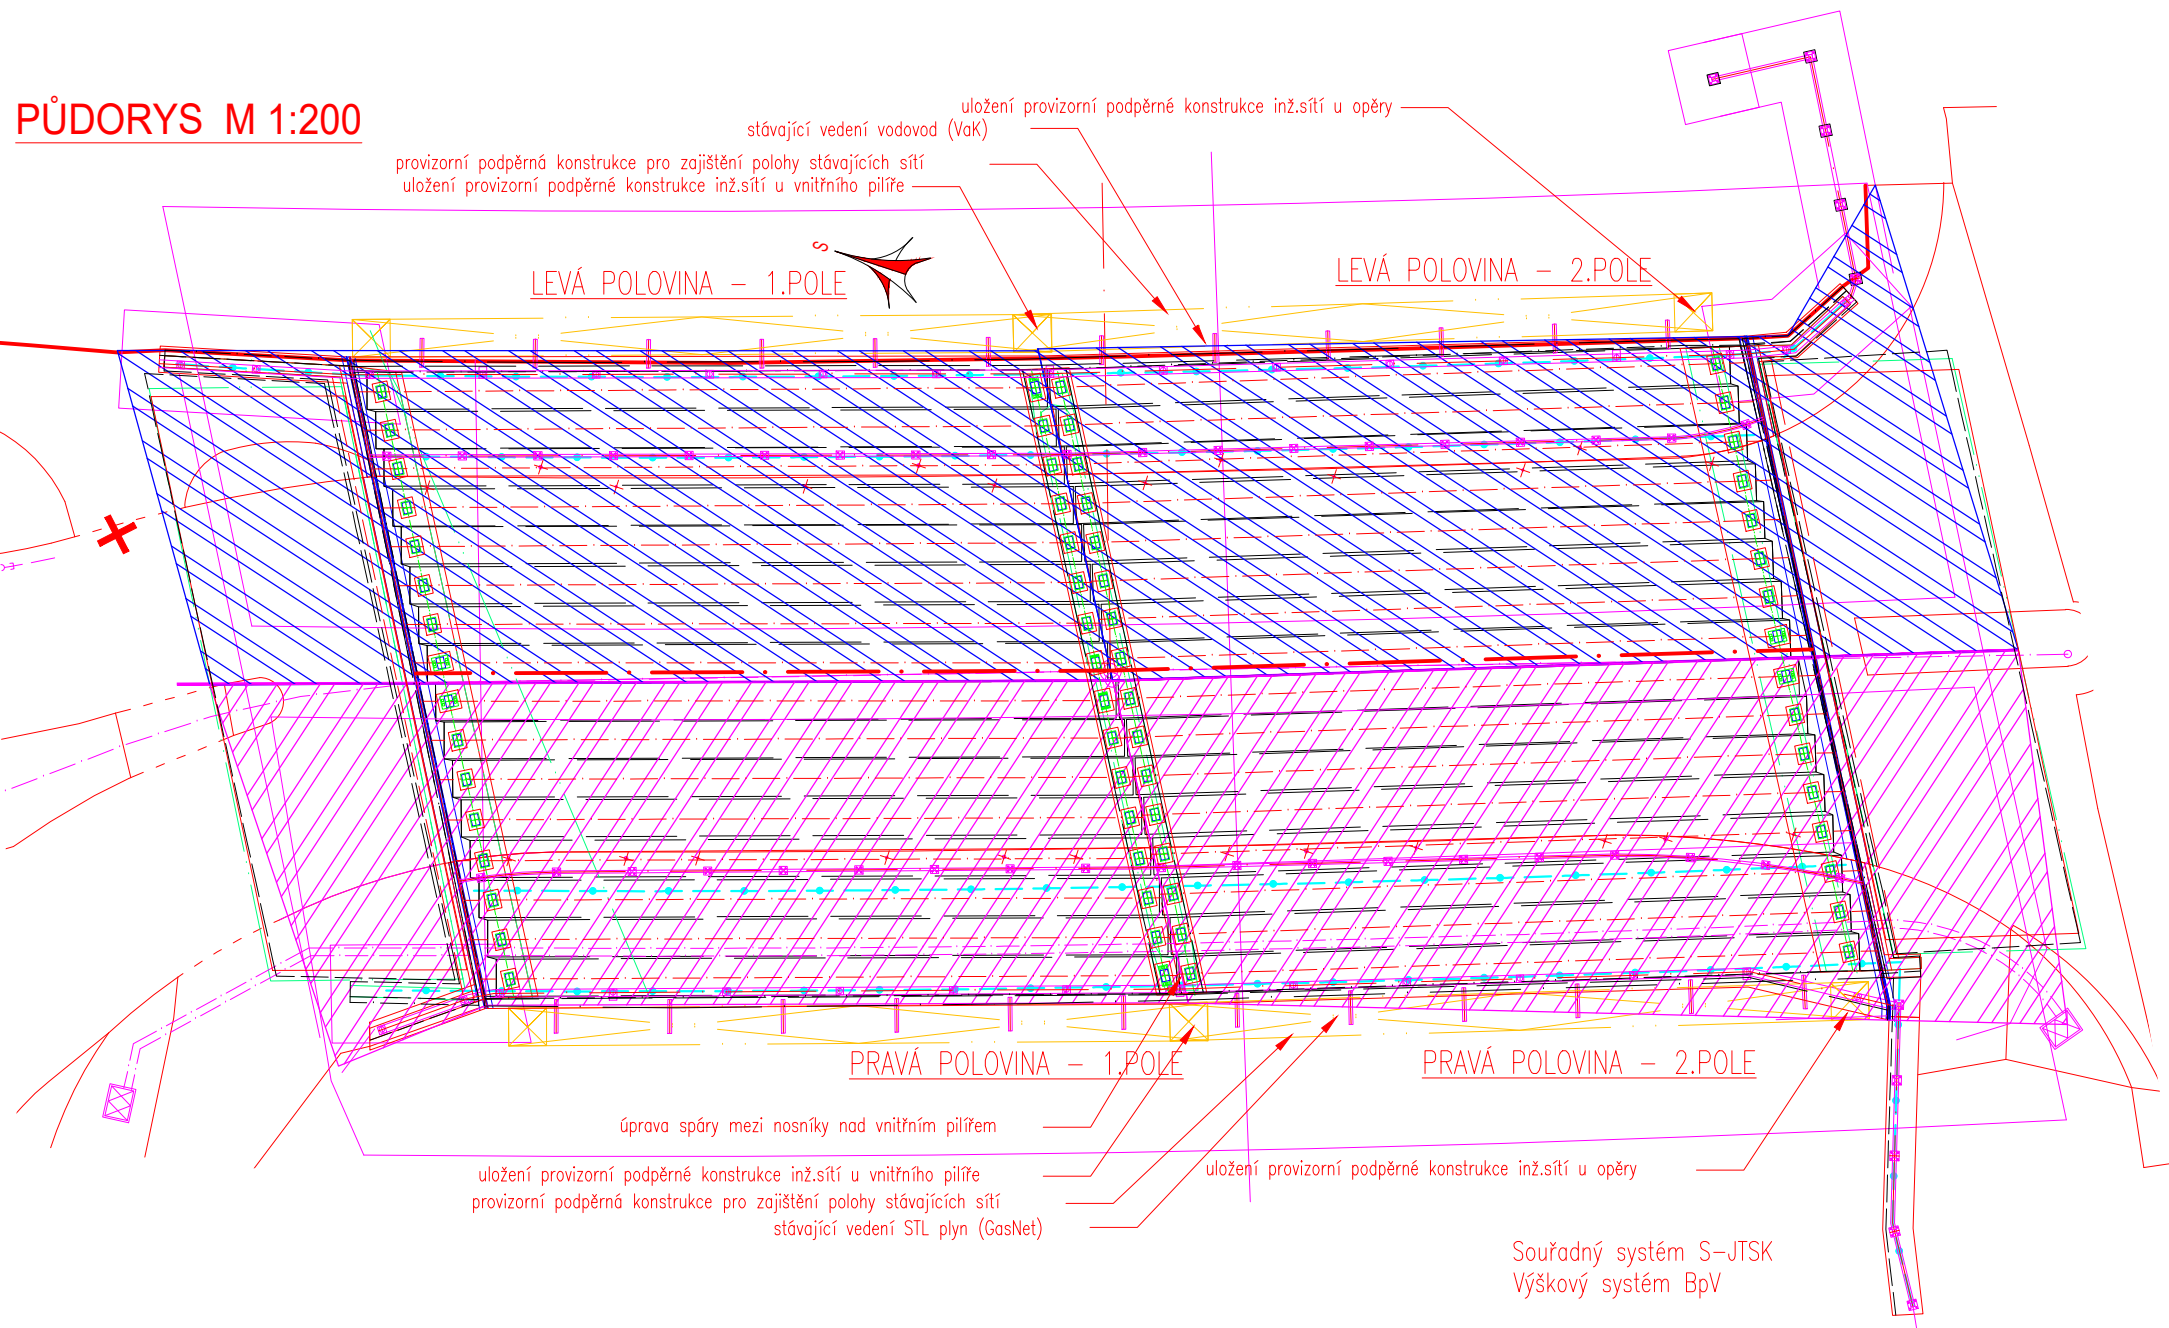 PŮDORYS M 1:200
uložení provizorní podpěrné konstrukce inž.sítí u opěry
stávající vedení vodovod (VaK)
provizorní podpěrná konstrukce pro zajištění polohy stávajících sítí
uložení provizorní podpěrné konstrukce inž.sítí u vnitřního pilíře
S
LEVÁ POLOVINA - 1.POLE
LEVÁ POLOVINA - 2.POLE
PRAVÁ POLOVINA - 1.POLE
PRAVÁ POLOVINA - 2.POLE
úprava spáry mezi nosníky nad vnitřním pilířem
uložení provizorní podpěrné konstrukce inž.sítí u vnitřního pilíře
uložení provizorní podpěrné konstrukce inž.sítí u opěry
provizorní podpěrná konstrukce pro zajištění polohy stávajících sítí
stávající vedení STL plyn (GasNet)
Souřadný systém S-JTSK
Výškový systém BpV